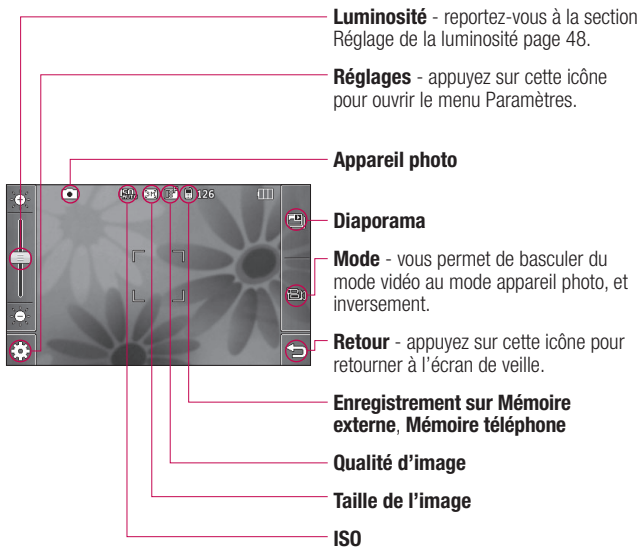 Luminosité - reportez-vous à la section
Réglage de la luminosité page 48.
Réglages - appuyez sur cette icône
pour ouvrir le menu Paramètres.
Appareil photo
126
Diaporama
Mode - vous permet de basculer du
mode vidéo au mode appareil photo, et
inversement.
Retour - appuyez sur cette icône pour
retourner à l'écran de veille.
Enregistrement sur Mémoire
externe, Mémoire téléphone
Qualité d'image
Taille de l'image
ISO